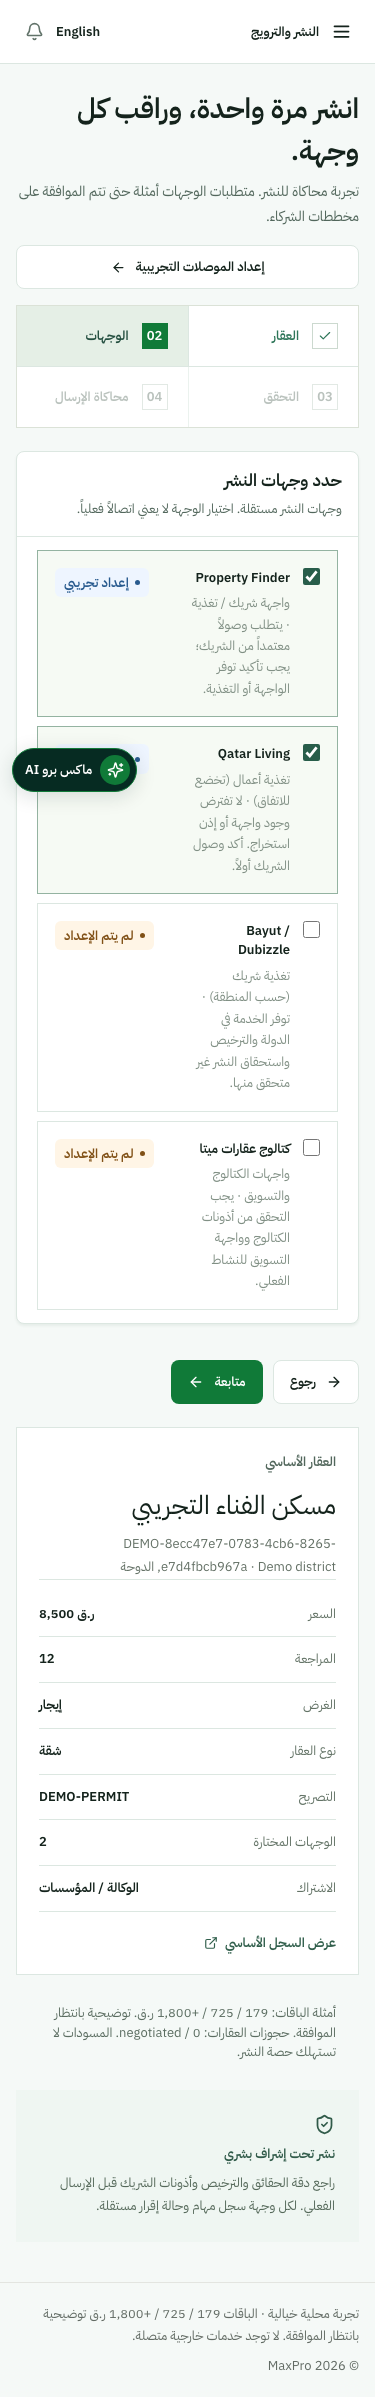 النشر والترويج
English
انشر مرة واحدة، وراقب كل
وجهة.
تجربة محاكاة للنشر. متطلبات الوجهات أمثلة حتى تتم الموافقة على
مخططات الشركاء.
إعداد الموصلات التجريبية
العقار
02 الوجهات
03 التحقق
04 محاكاة الإرسال
حدد وجهات النشر
وجهات النشر مستقلة. اختيار الوجهة لا يعني اتصالاً فعلياً.
Property Finder
إعداد تجريبي
واجهة شريك / تغذية
· يتطلب وصولاً
معتمداً من الشريك؛
يجب تأكيد توفر
الواجهة أو التغذية.
Qatar Living
ماكس برو AI
تغذية أعمال (تخضع
للاتفاق) · لا تفترض
وجود واجهة أو إذن
استخراج. أكد وصول
الشريك أولاً.
Bayut /
Dubizzle
لم يتم الإعداد
تغذية شريك
(حسب المنطقة) ·
توفر الخدمة في
الدولة والترخيص
واستحقاق النشر غير
متحقق منها.
كتالوج عقارات ميتا
لم يتم الإعداد
واجهات الكتالوج
والتسويق · يجب
التحقق من أذونات
الكتالوج وواجهة
التسويق للنشاط
الفعلي.
رجوع
متابعة
العقار الأساسي
مسكن الفناء التجريبي
DEMO-8ecc47e7-0783-4cb6-8265-
e7d4fbcb967a · Demo district, الدوحة
السعر
ر.ق 8,500
المراجعة
12
الغرض
إيجار
نوع العقار
شقة
التصريح
DEMO-PERMIT
الوجهات المختارة
2
الاشتراك
الوكالة / المؤسسات
عرض السجل الأساسي
أمثلة الباقات: 179 / 725 / +1,800 ر.ق. توضيحية بانتظار
الموافقة. حجوزات العقارات: 0 / negotiated. المسودات لا
تستهلك حصة النشر.
نشر تحت إشراف بشري
راجع دقة الحقائق والترخيص وأذونات الشريك قبل الإرسال
الفعلي. لكل وجهة سجل مهام وحالة إقرار مستقلة.
تجربة محلية خيالية · الباقات 179 / 725 / +1,800 ر.ق توضيحية
بانتظار الموافقة. لا توجد خدمات خارجية متصلة.
© 2026 MaxPro